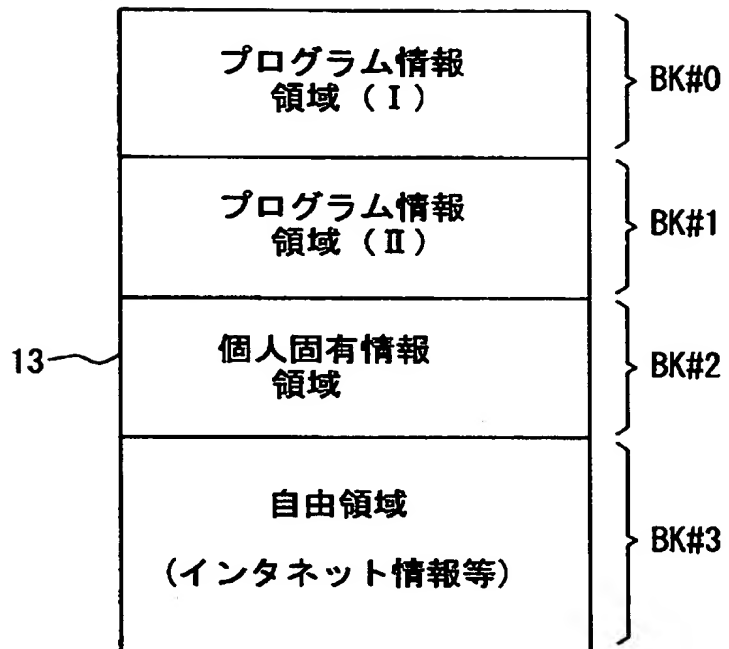 プログラム情報
領域（Ⅰ）
BK#0
プログラム情報
領域（Ⅱ）
BK#1
13
個人固有情報
領域
BK#2
自由領域
（インタネット情報等）
BK#3